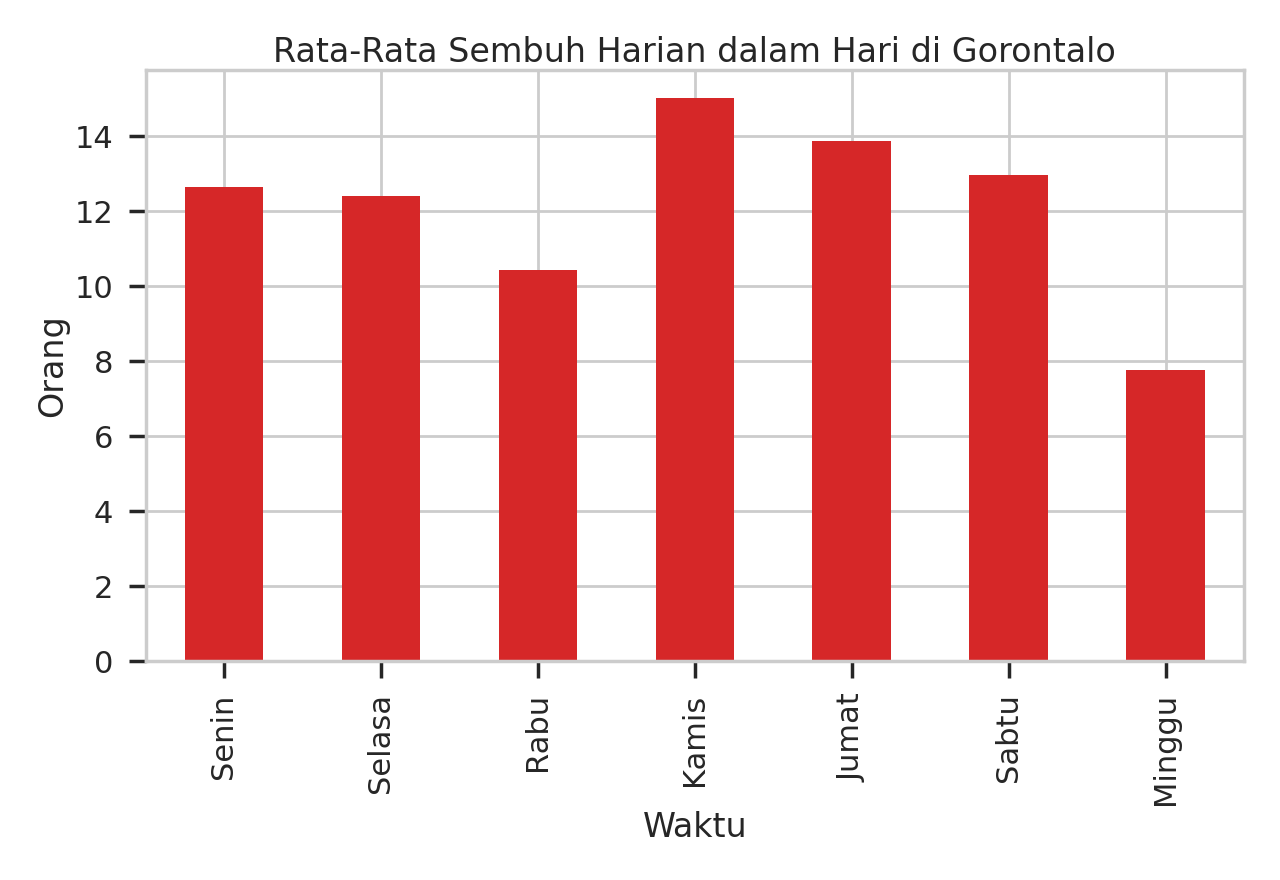 Rata-Rata Sembuh Harian dalam Hari di Gorontalo
Orang
14
12
10
8
6
4
2
0
Senin
Selasa
Rabu
Kamis
Jumat
Sabtu
Minggu
Waktu